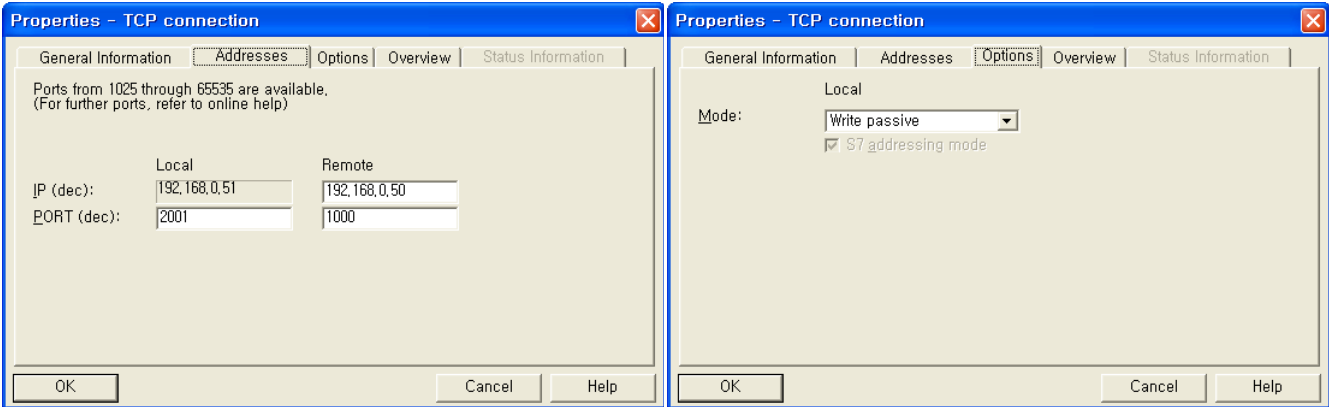 Properties - TCP connection
General Information
Addresses
Options
Overview
Status Information
Ports from 1025 through 65535 are available,
(For further ports, refer to online help)
Local Remote
IP (dec): 192,168,0,51 192,168,0,50
PORT (dec): 2001 1000
OK
Cancel
Help
Properties - TCP connection
General Information
Addresses
Options
Overview
Status Information
Local
Mode: Write passive
S7 addressing mode
OK
Cancel
Help